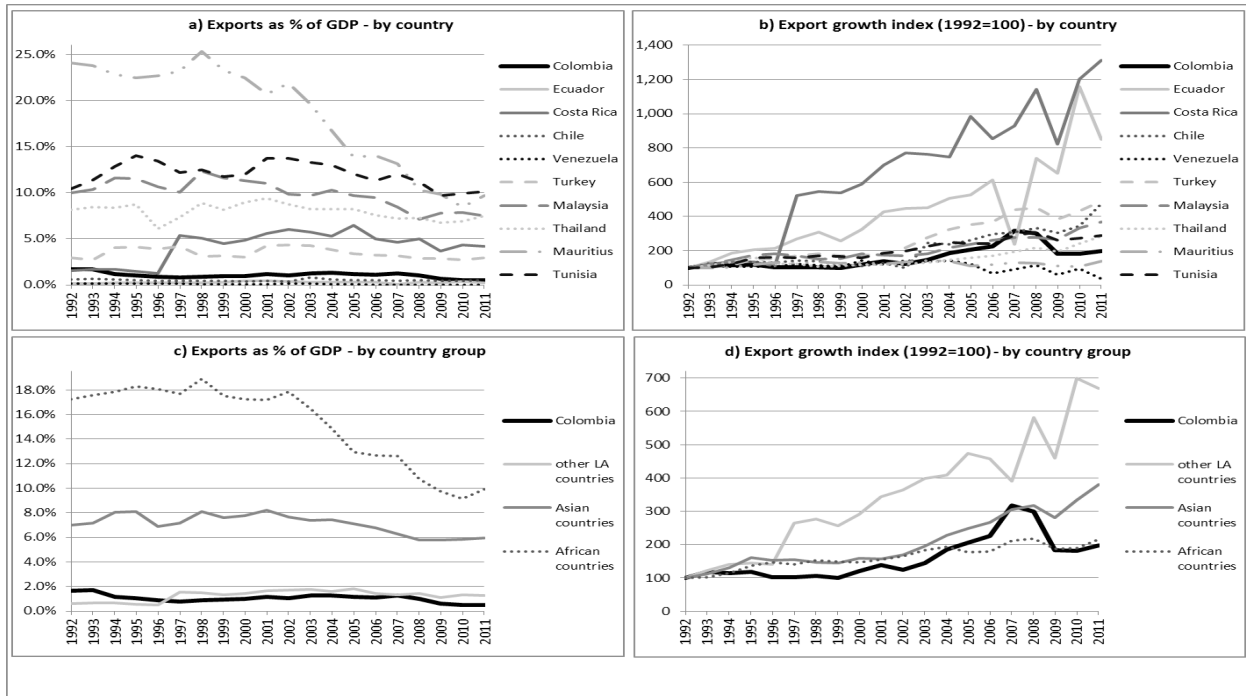 a) Exports as % of GDP - by country
25.0%
20.0%
15.0%
10.0%
5.0%
0.0%
1992
1993
1994
1995
1996
1997
1998
1999
2000
2001
2002
2003
2004
2005
2006
2007
2008
2009
2010
2011
Colombia
Ecuador
Costa Rica
Chile
Venezuela
Turkey
Malaysia
Thailand
Mauritius
Tunisia
b) Export growth index (1992=100) - by country
1,400
1,200
1,000
800
600
400
200
0
1992
1993
1994
1995
1996
1997
1998
1999
2000
2001
2002
2003
2004
2005
2006
2007
2008
2009
2010
2011
Colombia
Ecuador
Costa Rica
Chile
Venezuela
Turkey
Malaysia
Thailand
Mauritius
Tunisia
c) Exports as % of GDP - by country group
18.0%
16.0%
14.0%
12.0%
10.0%
8.0%
6.0%
4.0%
2.0%
0.0%
1992
1993
1994
1995
1996
1997
1998
1999
2000
2001
2002
2003
2004
2005
2006
2007
2008
2009
2010
2011
Colombia
other LA
countries
Asian
countries
African
countries
d) Export growth index (1992=100) - by country group
700
600
500
400
300
200
100
0
1992
1993
1994
1995
1996
1997
1998
1999
2000
2001
2002
2003
2004
2005
2006
2007
2008
2009
2010
2011
Colombia
other LA
countries
Asian
countries
African
countries